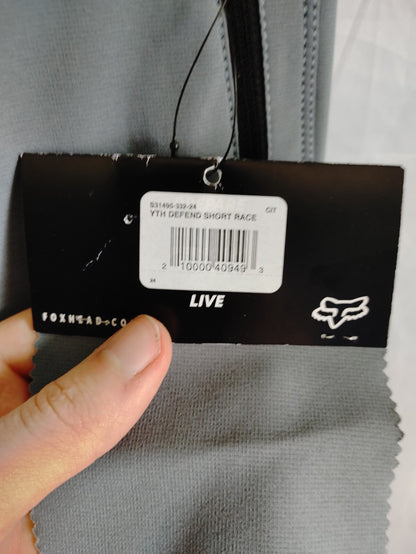 S31495-332-24 CIT
YTH DEFEND SHORT RACE
2 10000 40949 3
24
LIVE
FOXHEAD.CO